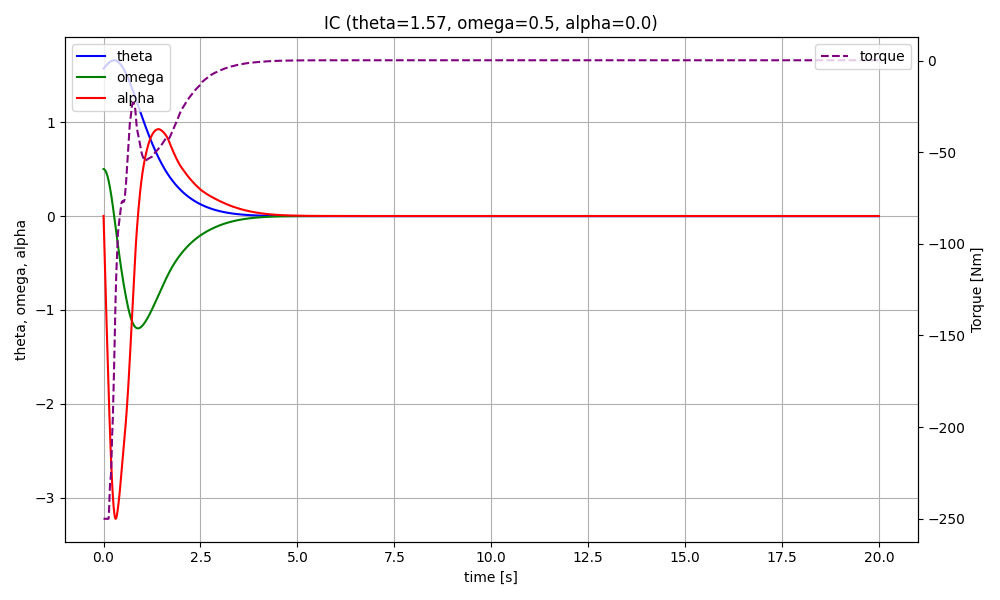 IC (theta=1.57, omega=0.5, alpha=0.0)
theta
omega
alpha
torque
theta, omega, alpha
1
0
−1
−2
−3
0
−50
−100
−150
−200
−250
Torque [Nm]
0.0 2.5 5.0 7.5 10.0 12.5 15.0 17.5 20.0
time [s]